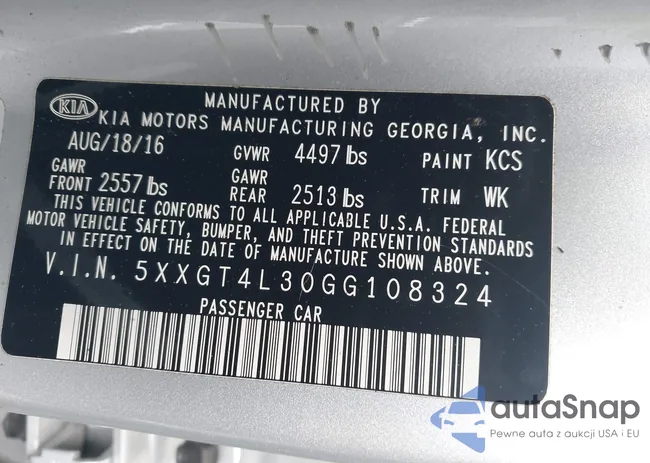 MANUFACTURED BY
KIA KIA MOTORS MANUFACTURING GEORGIA, INC.
AUG/18/16 GVWR 4497 lbs PAINT KCS
GAWR GAWR
FRONT 2557 lbs REAR 2513 lbs TRIM WK
THIS VEHICLE CONFORMS TO ALL APPLICABLE U.S.A. FEDERAL
MOTOR VEHICLE SAFETY, BUMPER, AND THEFT PREVENTION STANDARDS
IN EFFECT ON THE DATE OF MANUFACTURE SHOWN ABOVE.
V.I.N. 5XXGT4L30GG108324
PASSENGER CAR
autaSnap
Pewne auta z aukcji USA i EU